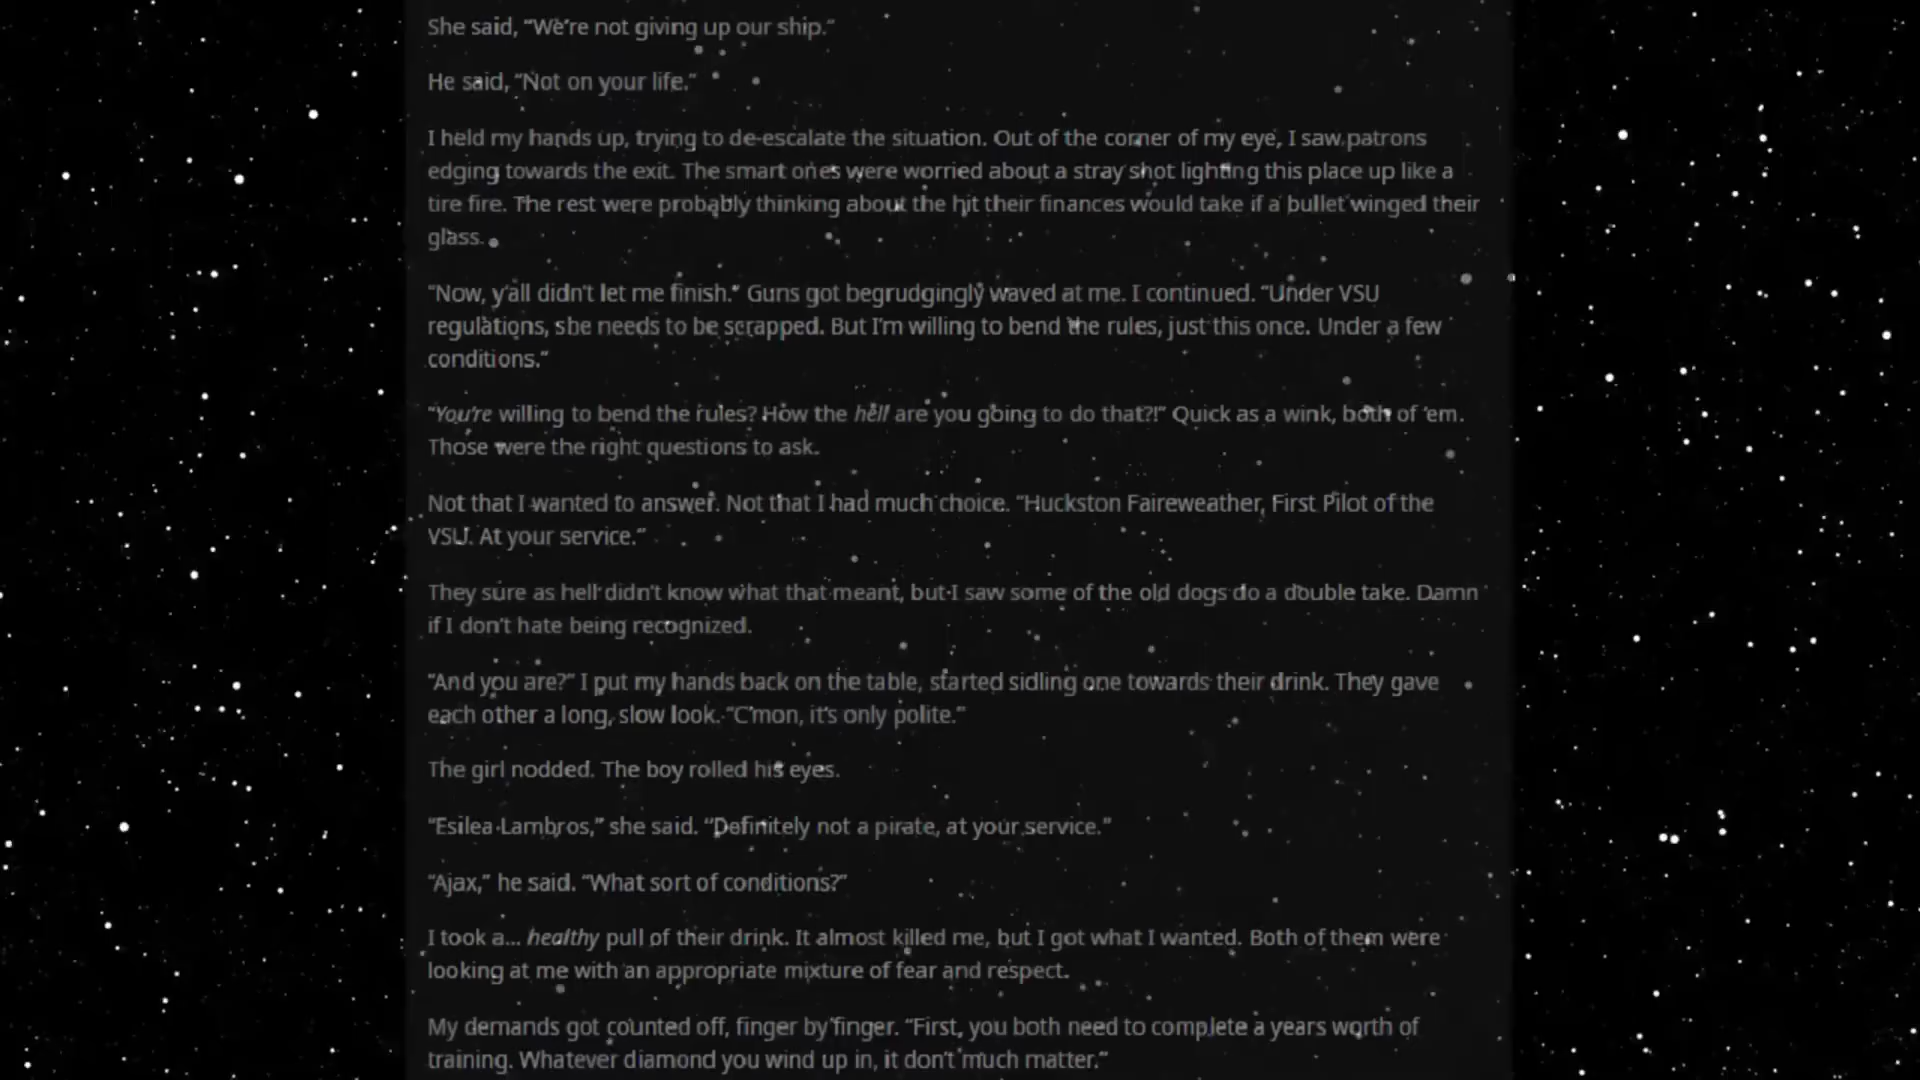 She said, “We’re not giving up our ship.”
He said, “Not on your life.”
I held my hands up, trying to de-escalate the situation. Out of the corner of my eye, I saw patrons
edging towards the exit. The smart ones were worried about a stray shot lighting this place up like a
tire fire. The rest were probably thinking about the hit their finances would take if a bullet winged their
glass.
“Now, y’all didn’t let me finish.” Guns got begrudgingly waved at me. I continued. “Under VSU
regulations, she needs to be scrapped. But I’m willing to bend the rules, just this once. Under a few
conditions.”
“You’re willing to bend the rules? How the hell are you going to do that?!” Quick as a wink, both of ’em.
Those were the right questions to ask.
Not that I wanted to answer. Not that I had much choice. “Huckston Faireweather, First Pilot of the
VSU. At your service.”
They sure as hell didn’t know what that meant, but I saw some of the old dogs do a double take. Damn
if I don’t hate being recognized.
“And you are?” I put my hands back on the table, started sidling one towards their drink. They gave
each other a long, slow look. “C’mon, it’s only polite.”
The girl nodded. The boy rolled his eyes.
“Esilea Lambros,” she said. “Definitely not a pirate, at your service.”
“Ajax,” he said. “What sort of conditions?”
I took a... healthy pull of their drink. It almost killed me, but I got what I wanted. Both of them were
looking at me with an appropriate mixture of fear and respect.
My demands got counted off, finger by finger. “First, you both need to complete a years worth of
training. Whatever diamond you wind up in, it don’t much matter.”